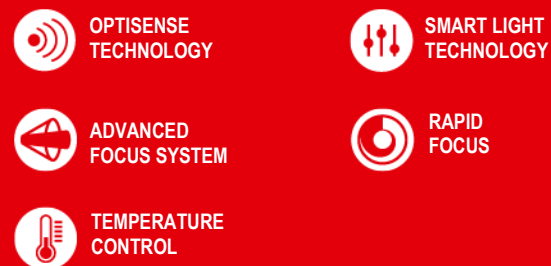 OPTISENSE
TECHNOLOGY
SMART LIGHT
TECHNOLOGY
ADVANCED
FOCUS SYSTEM
RAPID
FOCUS
TEMPERATURE
CONTROL